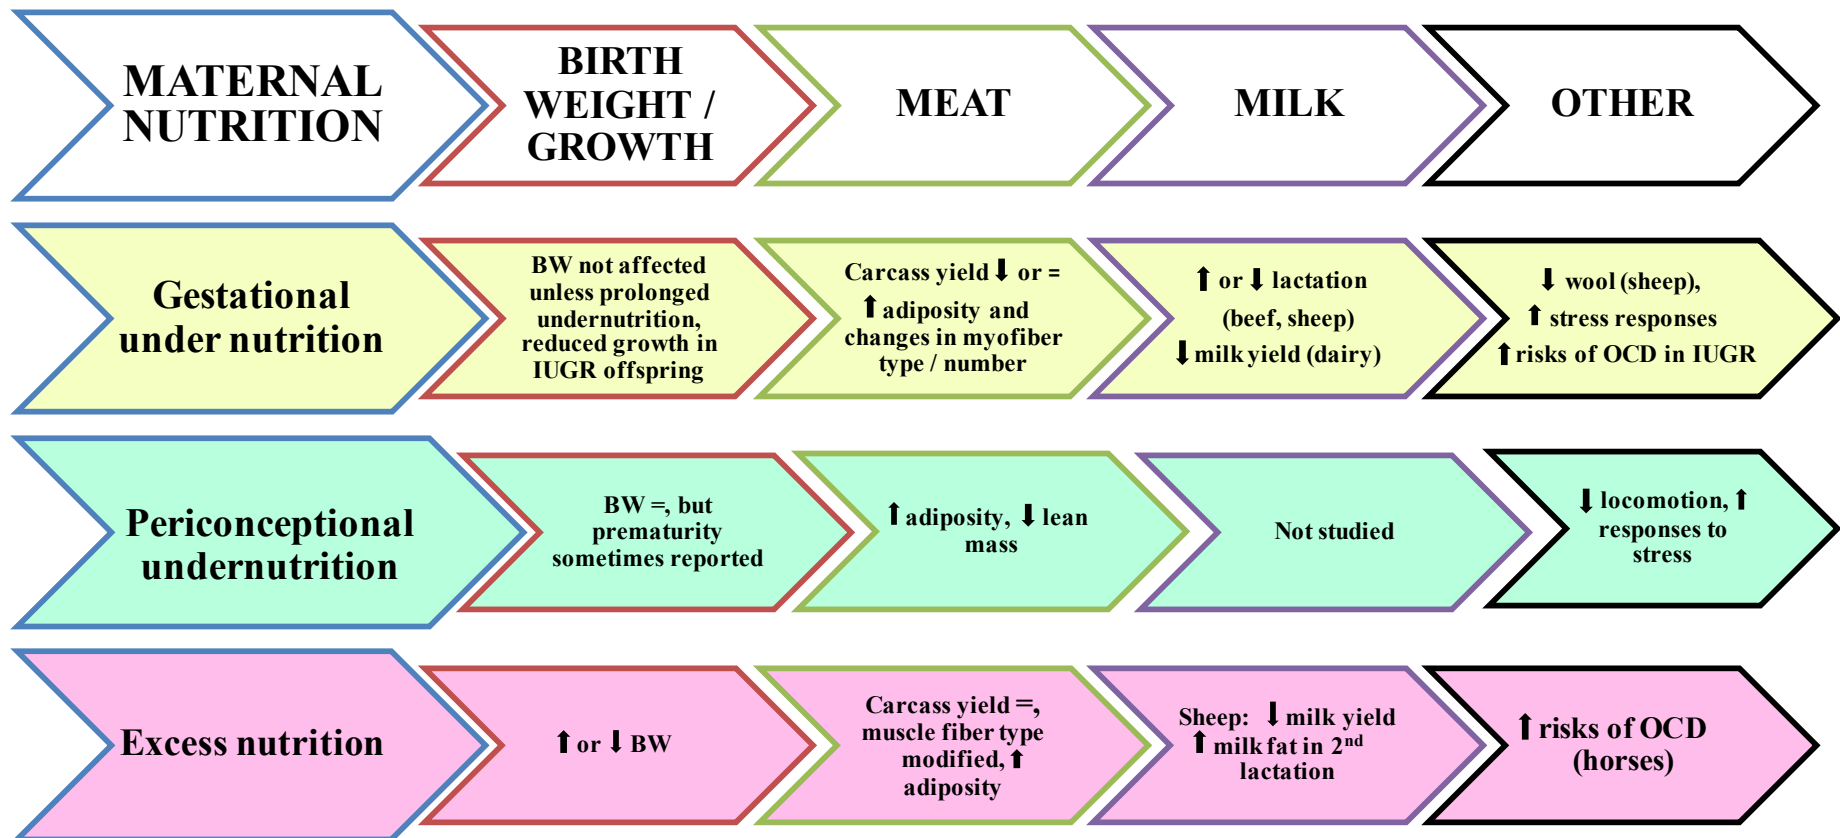 MATERNAL
NUTRITION
BIRTH
WEIGHT /
GROWTH
MEAT
MILK
OTHER
Gestational
under nutrition
BW not affected
unless prolonged
undernutrition,
reduced growth in
IUGR offspring
Carcass yield ⬇ or =
⬆ adiposity and
changes in myofiber
type / number
⬆ or ⬇ lactation
(beef, sheep)
⬇ milk yield (dairy)
⬇ wool (sheep),
⬆ stress responses
⬆ risks of OCD in IUGR
Periconceptional
undernutrition
BW =, but
prematurity
sometimes reported
⬆ adiposity, ⬇ lean
mass
Not studied
⬇ locomotion, ⬆
responses to
stress
Excess nutrition
⬆ or ⬇ BW
Carcass yield =,
muscle fiber type
modified, ⬆
adiposity
Sheep: ⬇ milk yield
⬆ milk fat in 2nd
lactation
⬆ risks of OCD
(horses)